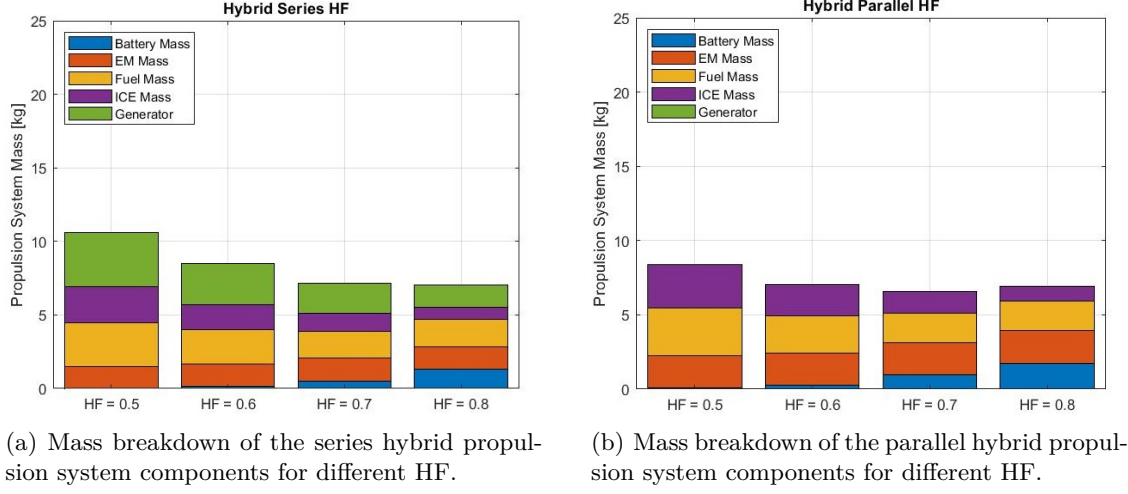 Hybrid Series HF
25
20
15
10
5
0
Propulsion System Mass [kg]
Battery Mass
EM Mass
Fuel Mass
ICE Mass
Generator
HF = 0.5 HF = 0.6 HF = 0.7 HF = 0.8
(a) Mass breakdown of the series hybrid propul-
sion system components for different HF.
Hybrid Parallel HF
25
20
15
10
5
0
Propulsion System Mass [kg]
Battery Mass
EM Mass
Fuel Mass
ICE Mass
Generator
HF = 0.5 HF = 0.6 HF = 0.7 HF = 0.8
(b) Mass breakdown of the parallel hybrid propul-
sion system components for different HF.